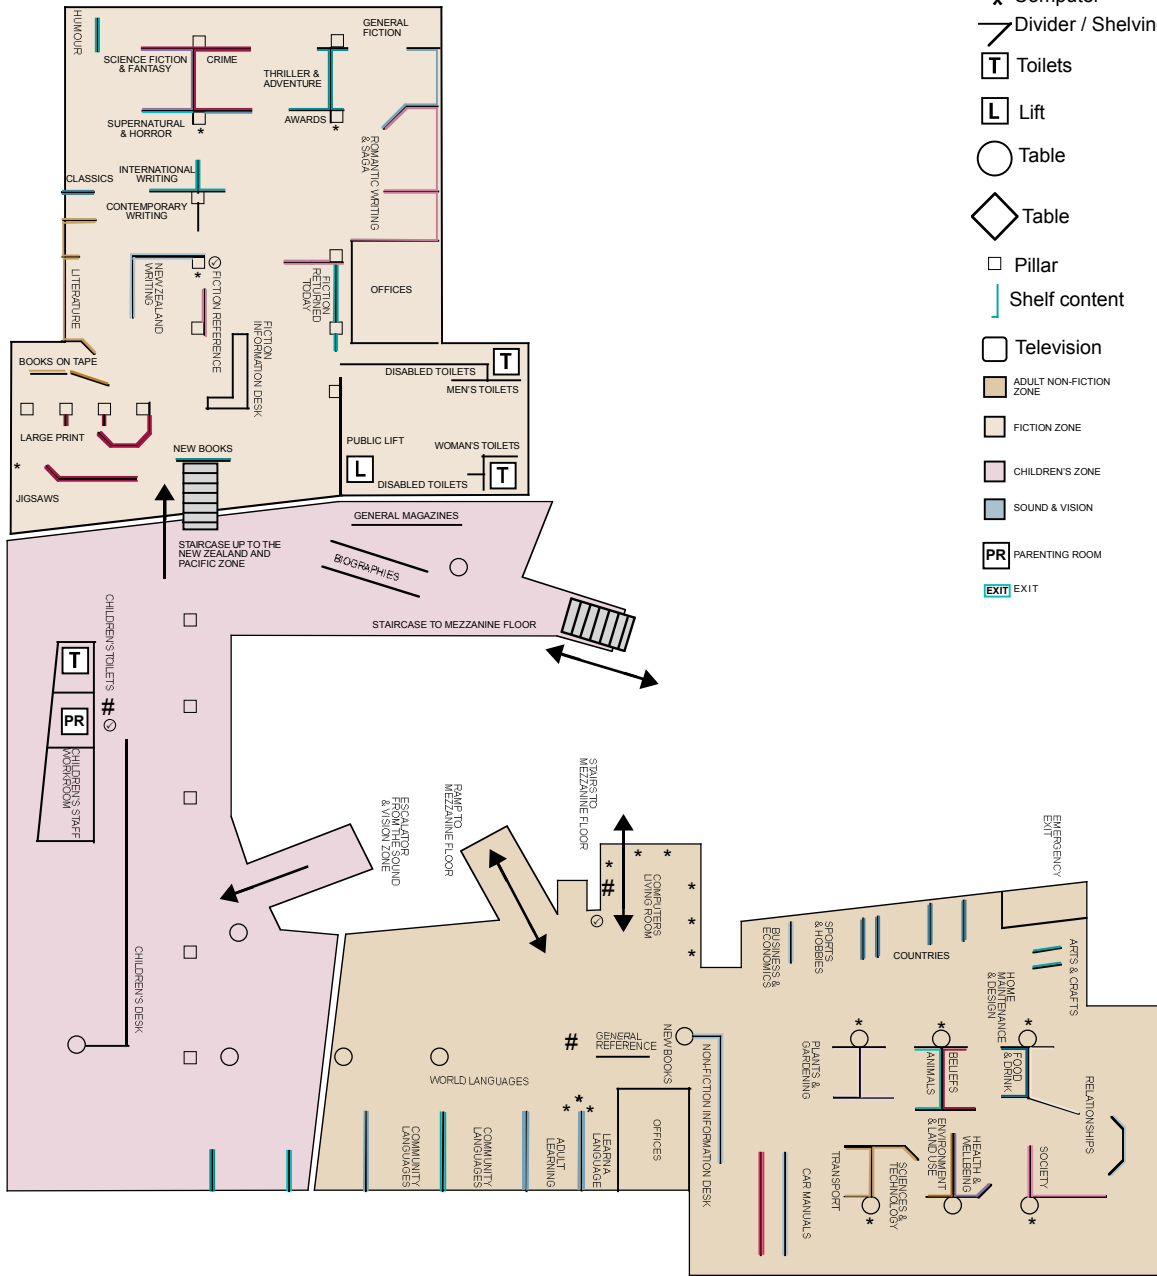 HUMOUR
GENERAL
FICTION
SCIENCE FICTION
& FANTASY
CRIME
THRILLER &
ADVENTURE
SUPERNATURAL
& HORROR
*
AWARDS
*
ROMANTIC WRITING
& SAGA
CLASSICS
INTERNATIONAL
WRITING
CONTEMPORARY
WRITING
LITERATURE
NEW ZEALAND
WRITING
*
FICTION REFERENCE
FICTION
RETURNED
TODAY
OFFICES
FICTION
INFORMATION DESK
BOOKS ON TAPE
DISABLED TOILETS
T
MEN'S TOILETS
LARGE PRINT
NEW BOOKS
PUBLIC LIFT
L
WOMAN'S TOILETS
T
DISABLED TOILETS
*
JIGSAWS
STAIRCASE UP TO THE
NEW ZEALAND AND
PACIFIC ZONE
GENERAL MAGAZINES
BIOGRAPHIES
STAIRCASE TO MEZZANINE FLOOR
CHILDREN'S TOILETS
T
#
PR
CHILDREN'S STAFF
WORKROOM
ESCALATOR
FROM THE SOUND
& VISION ZONE
RAMP TO
MEZZANINE FLOOR
STAIRS TO
MEZZANINE FLOOR
CHILDREN'S DESK
*
*
*
#
COMPUTERS
LIVING ROOM
*
*
*
EMERGENCY
EXIT
BUSINESS &
ECONOMICS
SPORTS
& HOBBIES
COUNTRIES
ARTS & CRAFTS
HOME
MAINTENANCE
& DESIGN
#
GENERAL
REFERENCE
NEW BOOKS
NON-FICTION INFORMATION DESK
WORLD LANGUAGES
PLANTS &
GARDENING
*
*
*
ANIMALS
BELIEFS
FOOD
& DRINK
RELATIONSHIPS
COMMUNITY
LANGUAGES
COMMUNITY
LANGUAGES
ADULT
LEARNING
*
*
*
LEARN A
LANGUAGE
OFFICES
CAR MANUALS
TRANSPORT
SCIENCES &
TECHNOLOGY
ENVIRONMENT
& LAND USE
HEALTH &
WELLBEING
SOCIETY
*
*
* Computer
Divider / Shelving
T Toilets
L Lift
Table
Table
Pillar
Shelf content
Television
ADULT NON-FICTION
ZONE
FICTION ZONE
CHILDREN'S ZONE
SOUND & VISION
PR PARENTING ROOM
EXIT EXIT